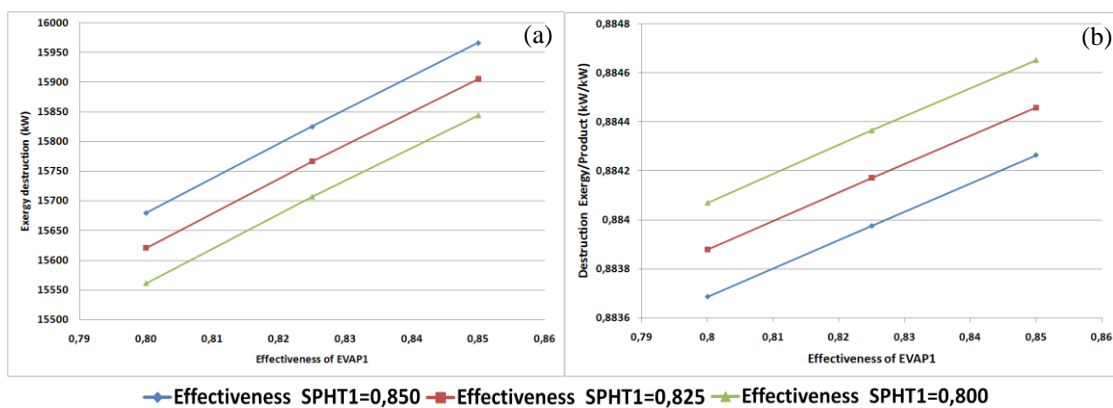 (a)
Exergy destruction (kW)
16000
15950
15900
15850
15800
15750
15700
15650
15600
15550
15500
0,79 0,80 0,81 0,82 0,83 0,84 0,85 0,86
Effectiveness of EVAP1
(b)
Destruction Exergy/Product (kW/kW)
0,8848
0,8846
0,8844
0,8842
0,884
0,8838
0,8836
0,79 0,8 0,81 0,82 0,83 0,84 0,85 0,86
Effectiveness of EVAP1
Effectiveness SPHT1=0,850 Effectiveness SPHT1=0,825 Effectiveness SPHT1=0,800